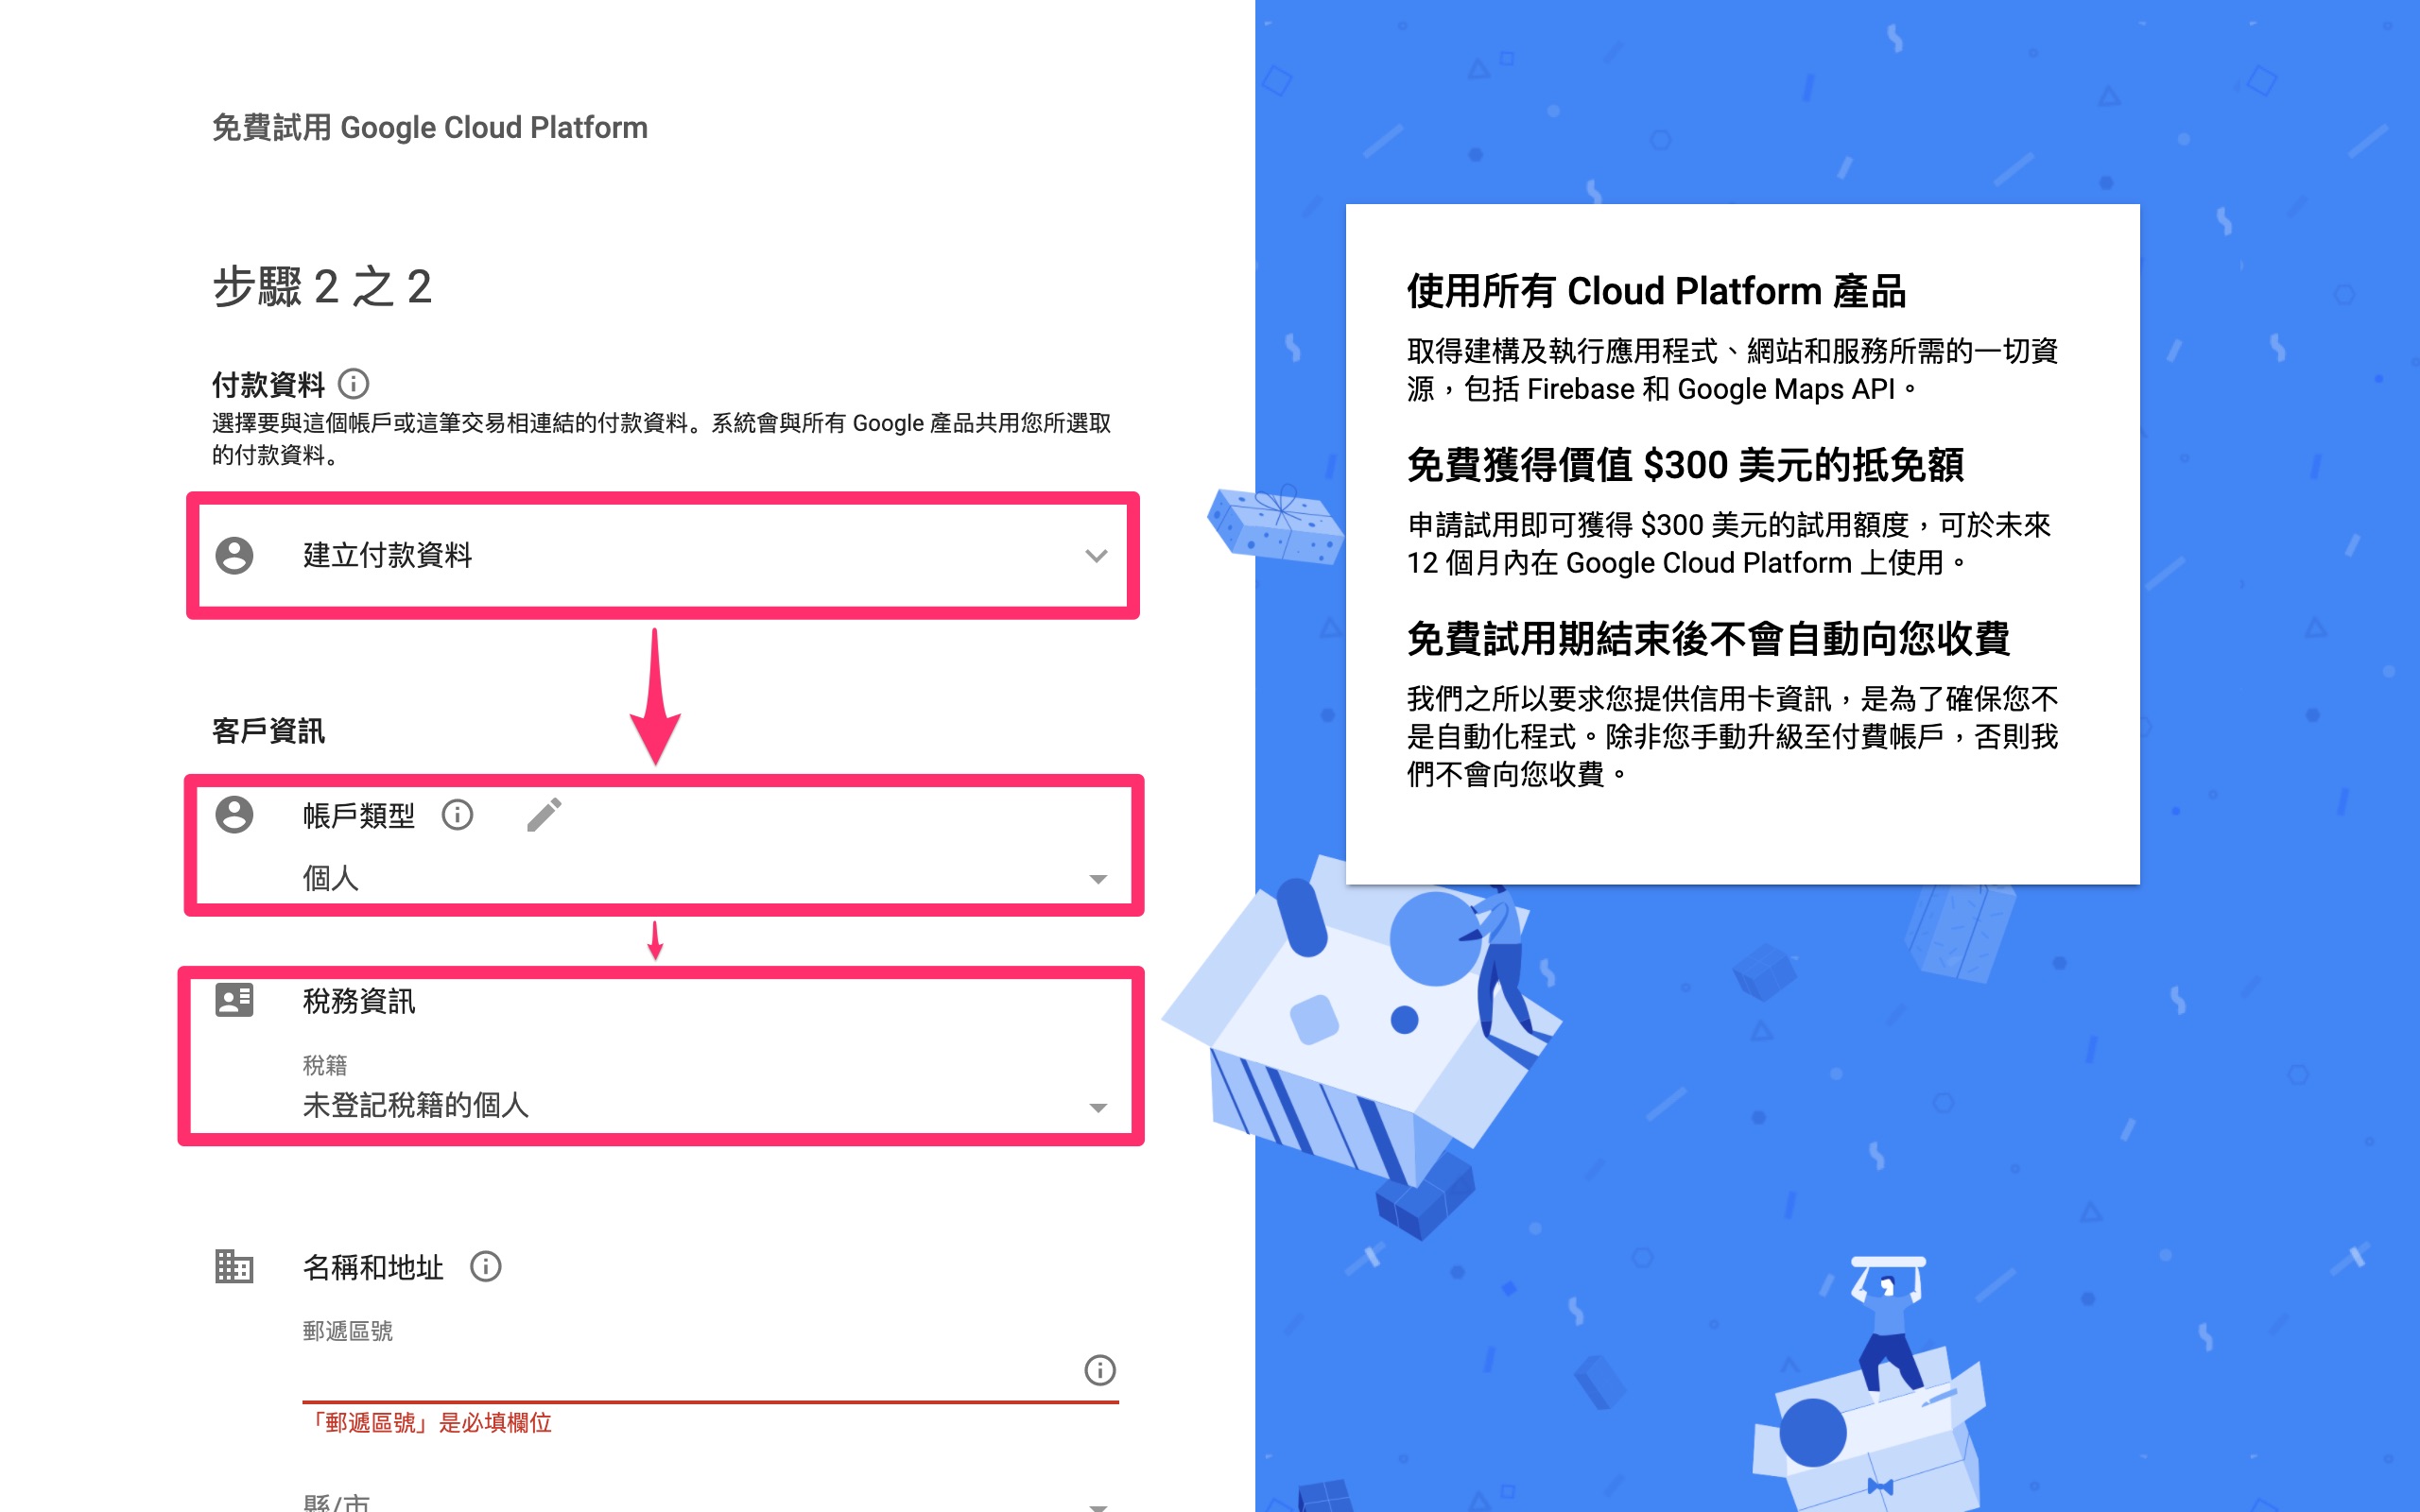 免費試用 Google Cloud Platform
步驟 2 之 2
付款資料
選擇要與這個帳戶或這筆交易相連結的付款資料。系統會與所有 Google 產品共用您所選取
的付款資料。
建立付款資料
客戶資訊
帳戶類型
個人
稅務資訊
稅籍
未登記稅籍的個人
名稱和地址
郵遞區號
「郵遞區號」是必填欄位
縣/市
使用所有 Cloud Platform 產品
取得建構及執行應用程式、網站和服務所需的一切資
源，包括 Firebase 和 Google Maps API。
免費獲得價值 $300 美元的抵免額
申請試用即可獲得 $300 美元的試用額度，可於未來
12 個月內在 Google Cloud Platform 上使用。
免費試用期結束後不會自動向您收費
我們之所以要求您提供信用卡資訊，是為了確保您不
是自動化程式。除非您手動升級至付費帳戶，否則我
們不會向您收費。